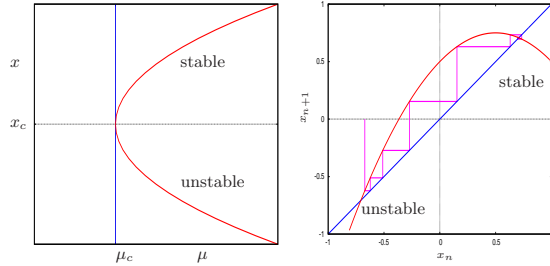 x
stable
x_c
unstable
μ_c
μ
1
0.5
0
-0.5
-1
-1
-0.5
0
0.5
x_{n+1}
x_n
stable
unstable